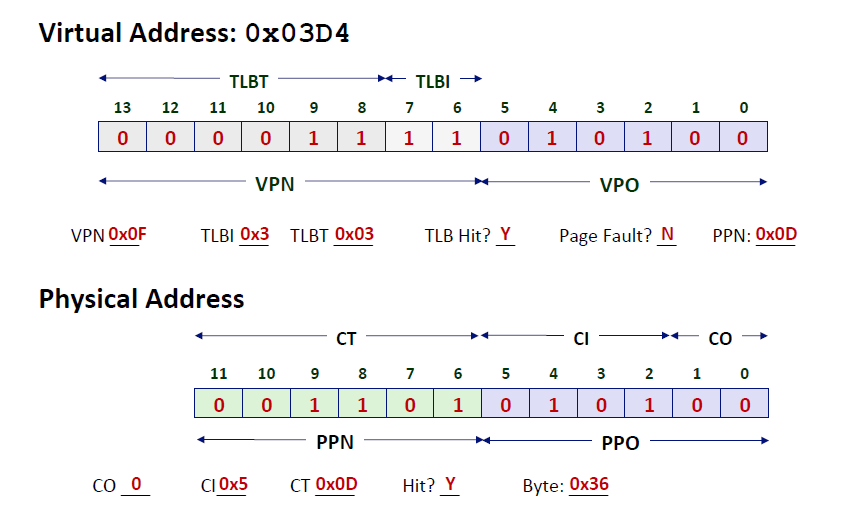 Virtual Address: 0x03D4
TLBT TLBI
13 12 11 10 9 8 7 6 5 4 3 2 1 0
0 0 0 0 1 1 1 1 0 1 0 1 0 0
VPN VPO
VPN 0x0F TLBI 0x3 TLBT 0x03 TLB Hit? Y Page Fault? N PPN: 0x0D
Physical Address
CT CI CO
11 10 9 8 7 6 5 4 3 2 1 0
0 0 1 1 0 1 0 1 0 1 0 0
PPN PPO
CO 0 CI 0x5 CT 0x0D Hit? Y Byte: 0x36